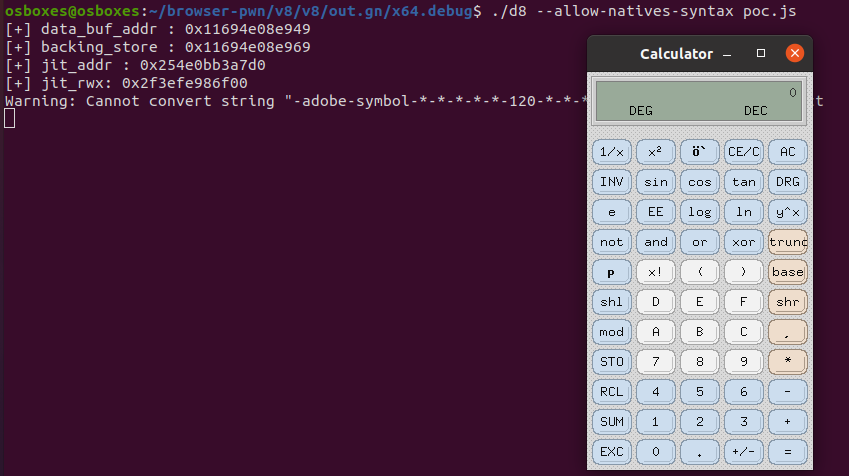 osboxes:~/browser-pwn/v8/v8/out.gn/x64.debug$ ./d8 --allow-natives-syntax poc.js
[+] data_buf_addr : 0x11694e08e949
[+] backing_store : 0x11694e08e969
[+] jit_addr : 0x254e0bb3a7d0
[+] jit_rwx: 0x2f3efe986f00
Warning: Cannot convert string "-adobe-symbol-*-*-*-*-*-120-*-*-*
t
Calculator
0
DEG DEC
1/x x² Ö` CE/C AC
INV sin cos tan DRG
e EE log ln y^x
not and or xor trunc
p x! ( ) base
shl D E F shr
mod A B C ,
STO 7 8 9 *
RCL 4 5 6 -
SUM 1 2 3 +
EXC 0 . +/- =